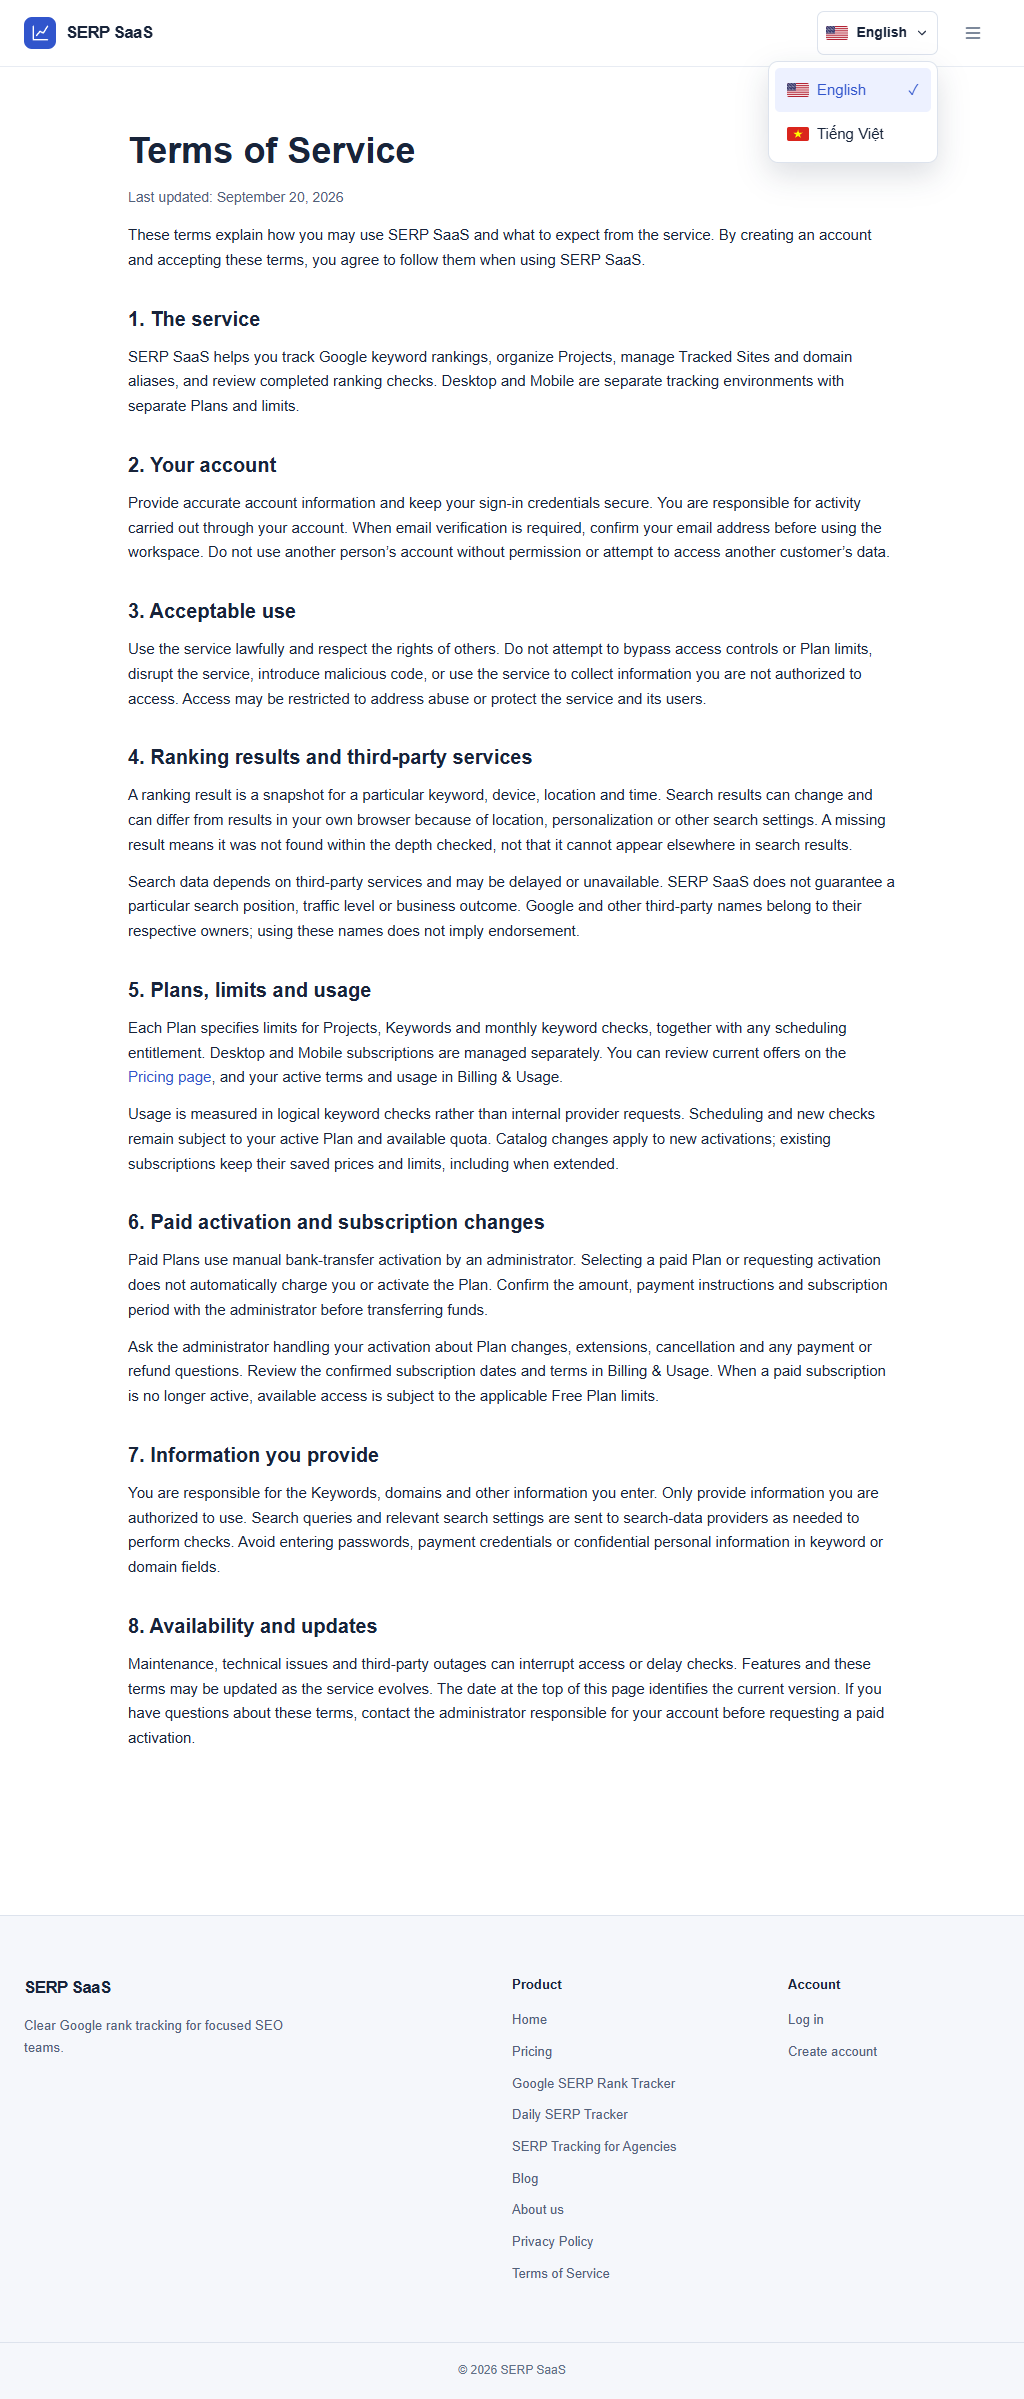 SERP SaaS
English
English
Tiếng Việt
Terms of Service
Last updated: September 20, 2026
These terms explain how you may use SERP SaaS and what to expect from the service. By creating an account
and accepting these terms, you agree to follow them when using SERP SaaS.
1. The service
SERP SaaS helps you track Google keyword rankings, organize Projects, manage Tracked Sites and domain
aliases, and review completed ranking checks. Desktop and Mobile are separate tracking environments with
separate Plans and limits.
2. Your account
Provide accurate account information and keep your sign-in credentials secure. You are responsible for activity
carried out through your account. When email verification is required, confirm your email address before using the
workspace. Do not use another person’s account without permission or attempt to access another customer’s data.
3. Acceptable use
Use the service lawfully and respect the rights of others. Do not attempt to bypass access controls or Plan limits,
disrupt the service, introduce malicious code, or use the service to collect information you are not authorized to
access. Access may be restricted to address abuse or protect the service and its users.
4. Ranking results and third-party services
A ranking result is a snapshot for a particular keyword, device, location and time. Search results can change and
can differ from results in your own browser because of location, personalization or other search settings. A missing
result means it was not found within the depth checked, not that it cannot appear elsewhere in search results.
Search data depends on third-party services and may be delayed or unavailable. SERP SaaS does not guarantee a
particular search position, traffic level or business outcome. Google and other third-party names belong to their
respective owners; using these names does not imply endorsement.
5. Plans, limits and usage
Each Plan specifies limits for Projects, Keywords and monthly keyword checks, together with any scheduling
entitlement. Desktop and Mobile subscriptions are managed separately. You can review current offers on the
Pricing page, and your active terms and usage in Billing & Usage.
Usage is measured in logical keyword checks rather than internal provider requests. Scheduling and new checks
remain subject to your active Plan and available quota. Catalog changes apply to new activations; existing
subscriptions keep their saved prices and limits, including when extended.
6. Paid activation and subscription changes
Paid Plans use manual bank-transfer activation by an administrator. Selecting a paid Plan or requesting activation
does not automatically charge you or activate the Plan. Confirm the amount, payment instructions and subscription
period with the administrator before transferring funds.
Ask the administrator handling your activation about Plan changes, extensions, cancellation and any payment or
refund questions. Review the confirmed subscription dates and terms in Billing & Usage. When a paid subscription
is no longer active, available access is subject to the applicable Free Plan limits.
7. Information you provide
You are responsible for the Keywords, domains and other information you enter. Only provide information you are
authorized to use. Search queries and relevant search settings are sent to search-data providers as needed to
perform checks. Avoid entering passwords, payment credentials or confidential personal information in keyword or
domain fields.
8. Availability and updates
Maintenance, technical issues and third-party outages can interrupt access or delay checks. Features and these
terms may be updated as the service evolves. The date at the top of this page identifies the current version. If you
have questions about these terms, contact the administrator responsible for your account before requesting a paid
activation.
SERP SaaS
Clear Google rank tracking for focused SEO
teams.
Product
Home
Pricing
Google SERP Rank Tracker
Daily SERP Tracker
SERP Tracking for Agencies
Blog
About us
Privacy Policy
Terms of Service
Account
Log in
Create account
© 2026 SERP SaaS